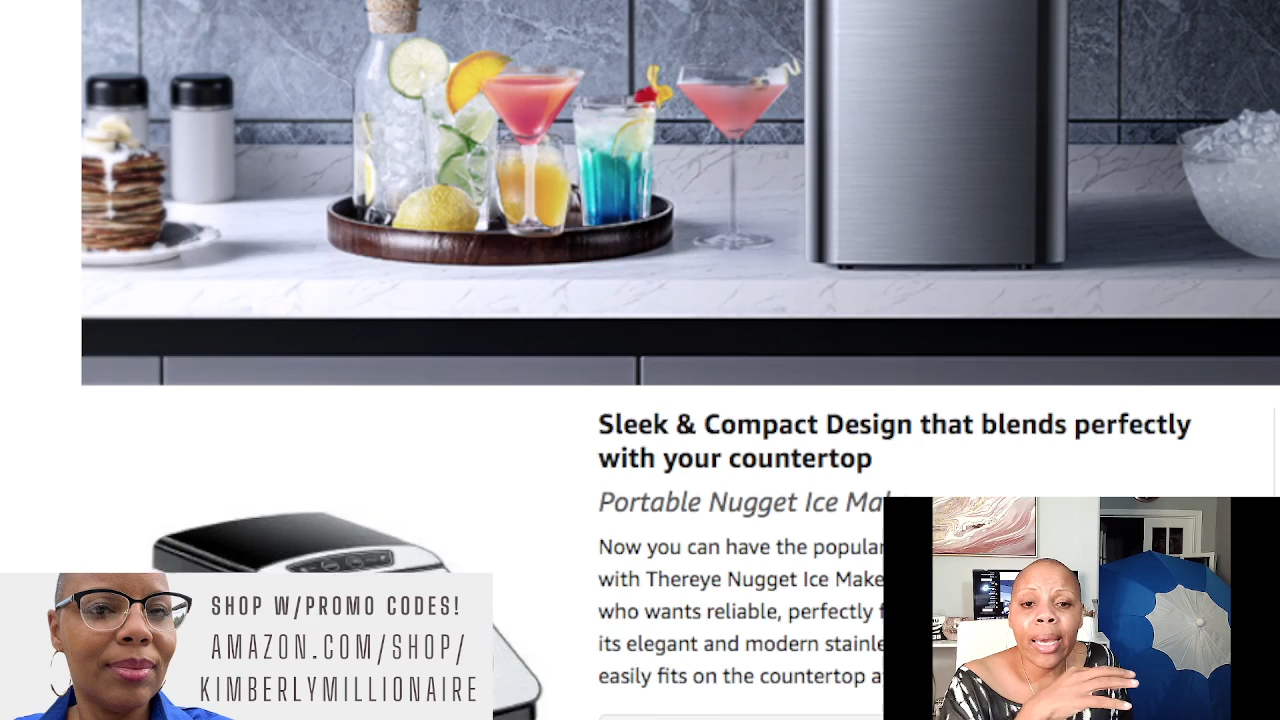 Sleek & Compact Design that blends perfectly
with your countertop
Portable Nugget Ice
Now you can have the popular
with Thereye Nugget Ice Make
who wants reliable, perfectly
its elegant and modern
easily fits on the countertop
SHOP W/PROMO CODES!
AMAZON.COM/SHOP/
KIMBERLYMILLIONAIRE